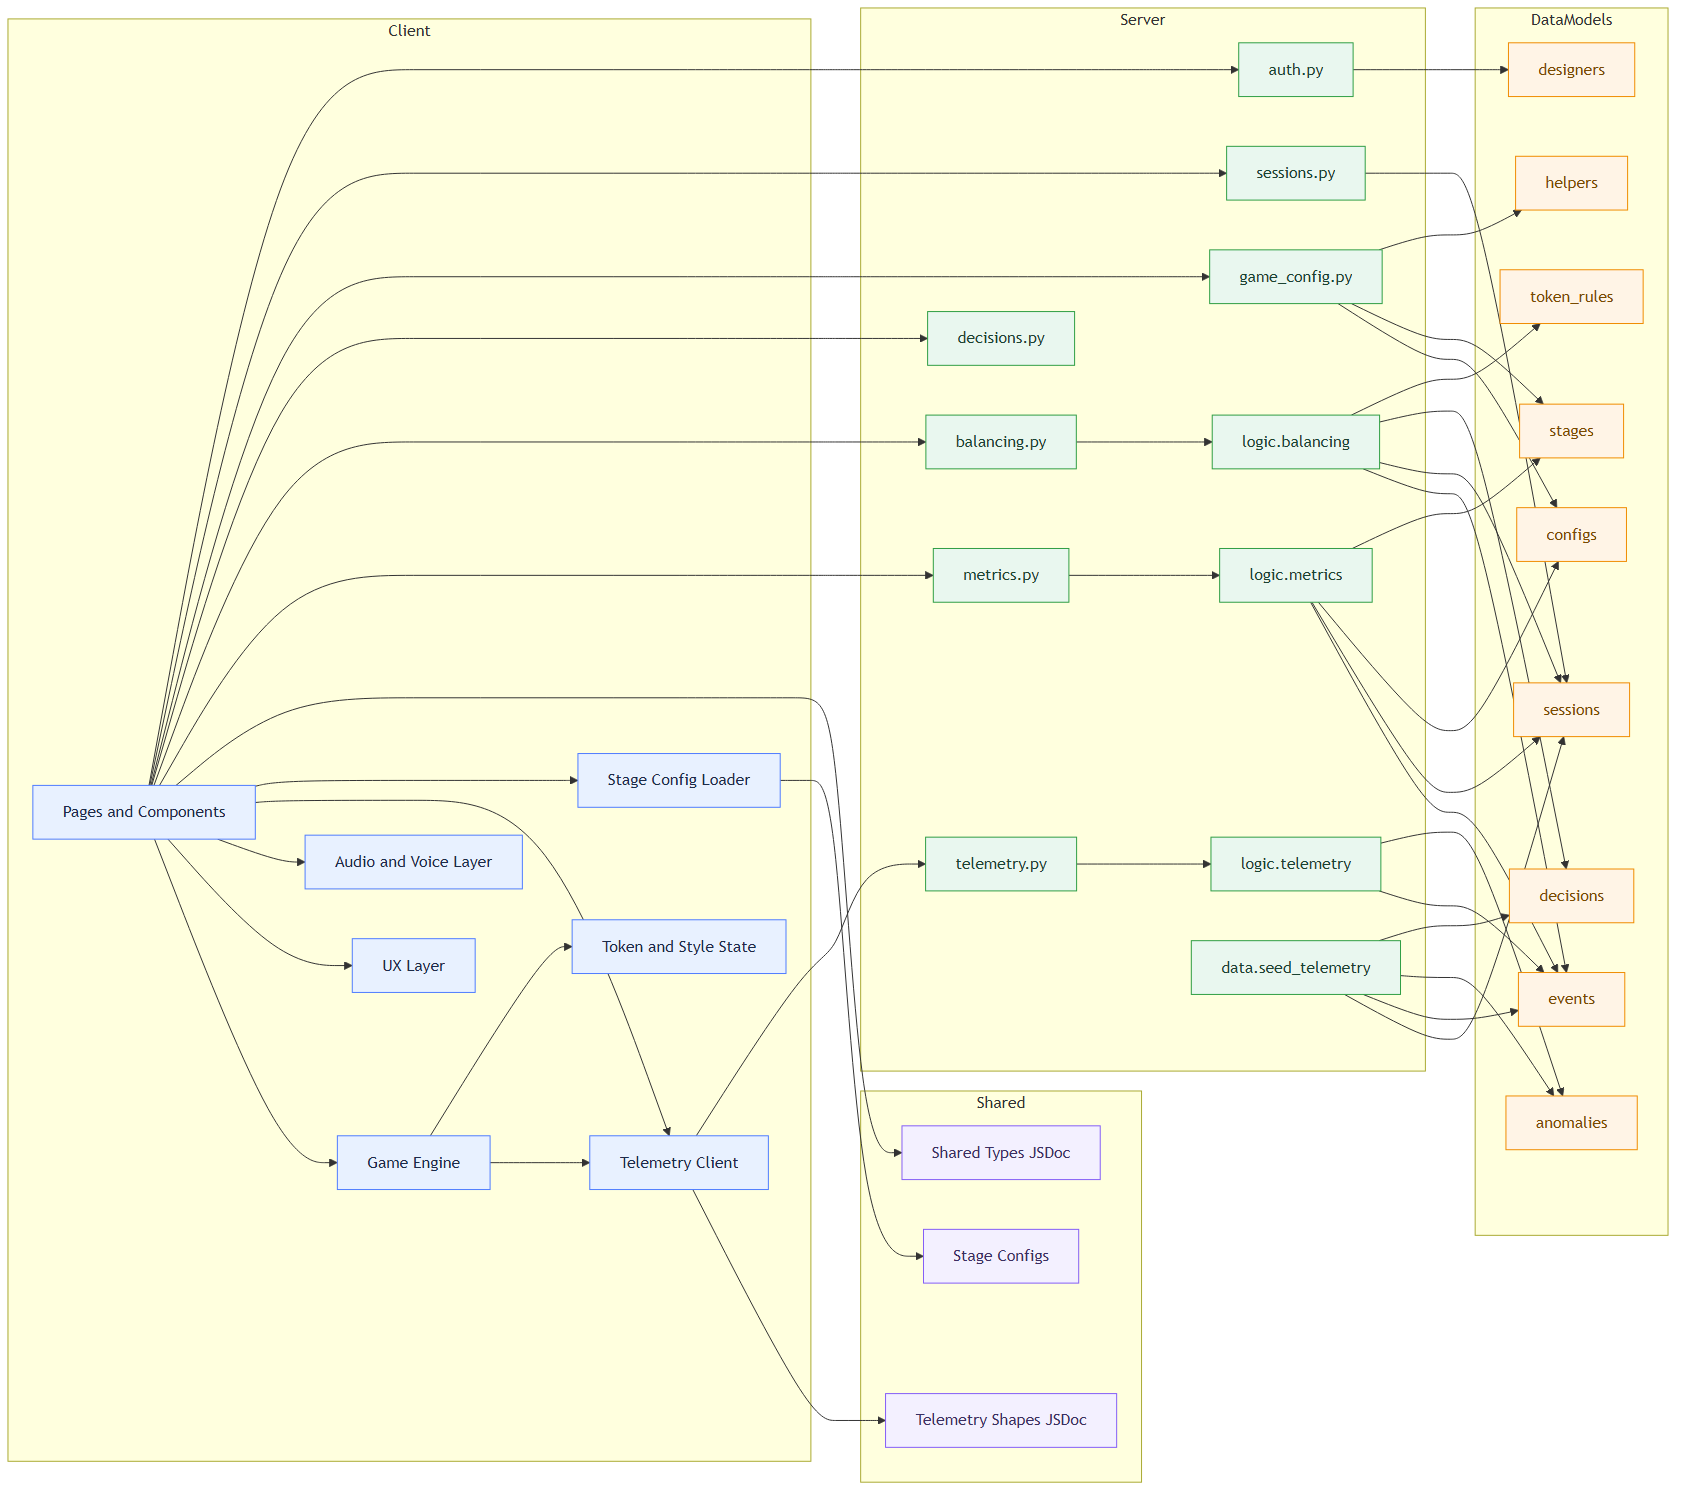 Client
Pages and Components
Stage Config Loader
Audio and Voice Layer
Token and Style State
UX Layer
Game Engine
Telemetry Client
Server
auth.py
sessions.py
game_config.py
decisions.py
balancing.py
logic.balancing
metrics.py
logic.metrics
telemetry.py
logic.telemetry
data.seed_telemetry
Shared
Shared Types JSDoc
Stage Configs
Telemetry Shapes JSDoc
DataModels
designers
helpers
token_rules
stages
configs
sessions
decisions
events
anomalies